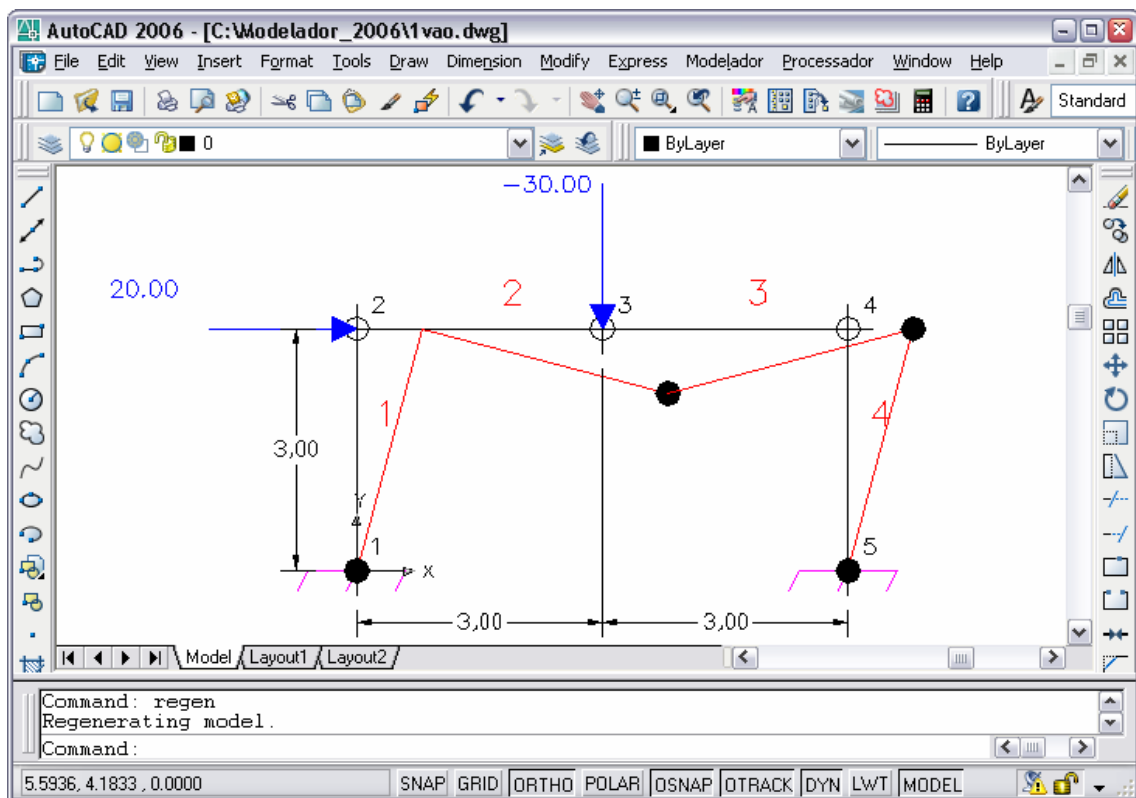 AutoCAD 2006 - [C:\Modelador_2006\1vao.dwg]
File Edit View Insert Format Tools Draw Dimension Modify Express Modelador Processador Window Help
Standard
0 ByLayer ByLayer
-30.00
20.00
2 2 3 3 4
1 4
3,00
Y
1 X 5
3,00 3,00
Model Layout1 Layout2
Command: regen
Regenerating model.
Command:
5.5936, 4.1833 , 0.0000 SNAP GRID ORTHO POLAR OSNAP OTRACK DYN LWT MODEL